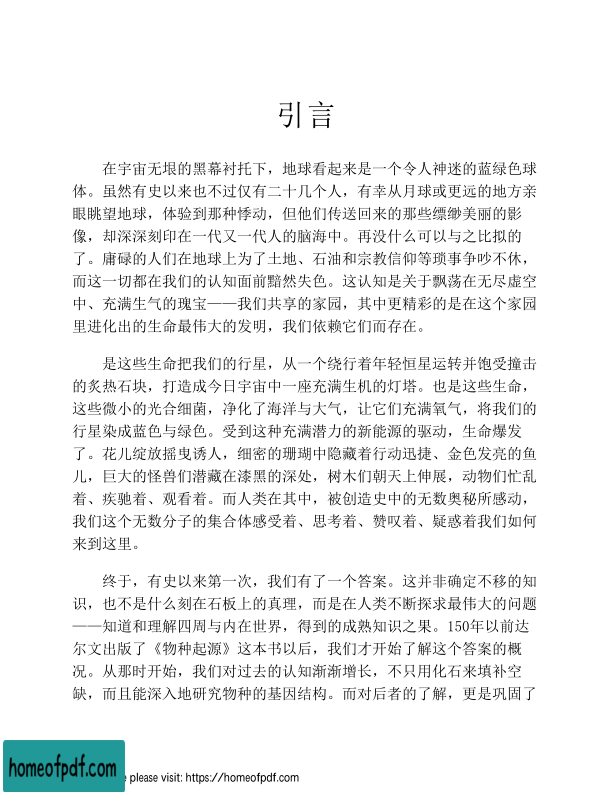 引言
在宇宙无垠的黑幕衬托下，地球看起来是一个令人神迷的蓝绿色球
体。虽然有史以来也不过仅有二十几个人，有幸从月球或更远的地方亲
眼眺望地球，体验到那种悸动，但他们传送回来的那些缥缈美丽的影
像，却深深刻印在一代又一代人的脑海中。再没什么可以与之比拟的
了。庸碌的人们在地球上为了土地、石油和宗教信仰等琐事争吵不休，
而这一切都在我们的认知面前黯然失色。这认知是关于飘荡在无尽虚空
中、充满生气的瑰宝——我们共享的家园，其中更精彩的是在这个家园
里进化出的生命最伟大的发明，我们依赖它们而存在。
是这些生命把我们的行星，从一个绕行着年轻恒星运转并饱受撞击
的炙热石块，打造成今日宇宙中一座充满生机的灯塔。也是这些生命，
这些微小的光合细菌，净化了海洋与大气，让它们充满氧气，将我们的
行星染成蓝色与绿色。受到这种充满潜力的新能源的驱动，生命爆发
了。花儿绽放摇曳诱人，细密的珊瑚中隐藏着行动迅捷、金色发亮的鱼
儿，巨大的怪兽们潜藏在漆黑的深处，树木们朝天上伸展，动物们忙乱
着、疾驰着、观看着。而人类在其中，被创造史中的无数奥秘所感动，
我们这个无数分子的集合体感受着、思考着、赞叹着、疑惑着我们如何
来到这里。
终于，有史以来第一次，我们有了一个答案。这并非确定不移的知
识，也不是什么刻在石板上的真理，而是在人类不断探求最伟大的问题
——知道和理解四周与内在世界，得到的成熟知识之果。150年以前达
尔文出版了《物种起源》这本书以后，我们才开始了解这个答案的概
况。从那时开始，我们对过去的认知渐渐增长，不只用化石来填补空
缺，而且能深入地研究物种的基因结构。而对后者的了解，更是巩固了
homeofpdf.com
e please visit: https://homeofpdf.com